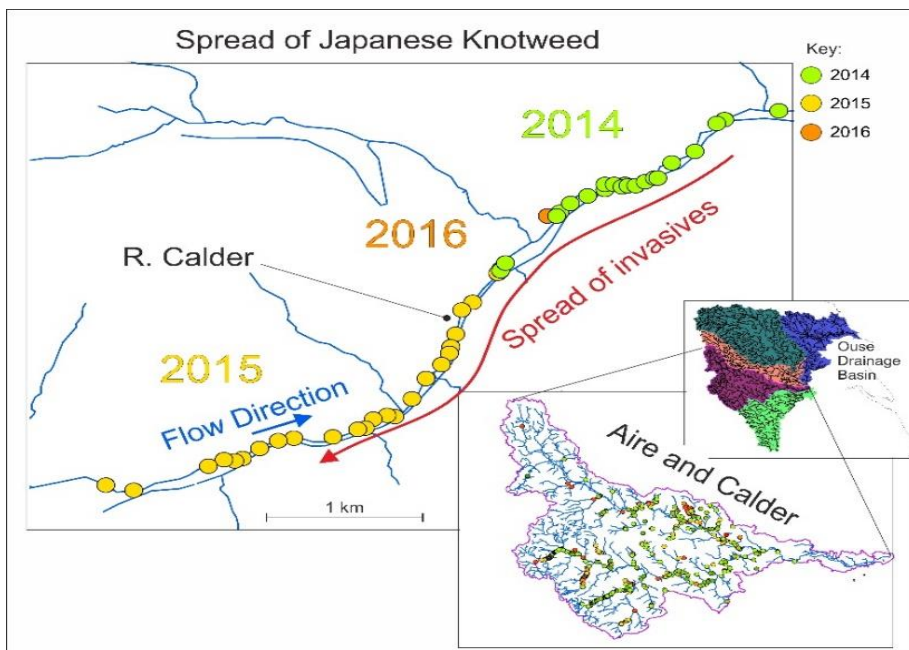 Spread of Japanese Knotweed
Key:
2014
2015
2016
2014
2016
R. Calder
Spread of invasives
2015
Flow Direction
1 km
Ouse
Drainage
Basin
Aire and Calder